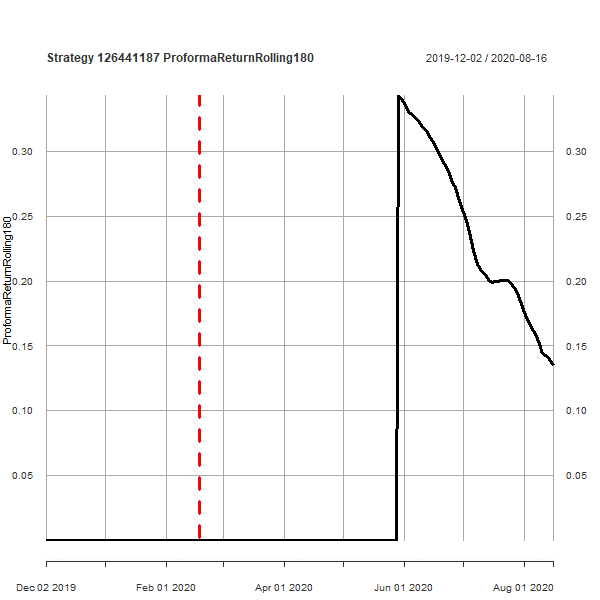 Strategy 126441187 ProformaReturnRolling180
2019-12-02 / 2020-08-16
ProformaReturnRolling180
0.30
0.30
0.25
0.25
0.20
0.20
0.15
0.15
0.10
0.10
0.05
0.05
Dec 02 2019
Feb 01 2020
Apr 01 2020
Jun 01 2020
Aug 01 2020